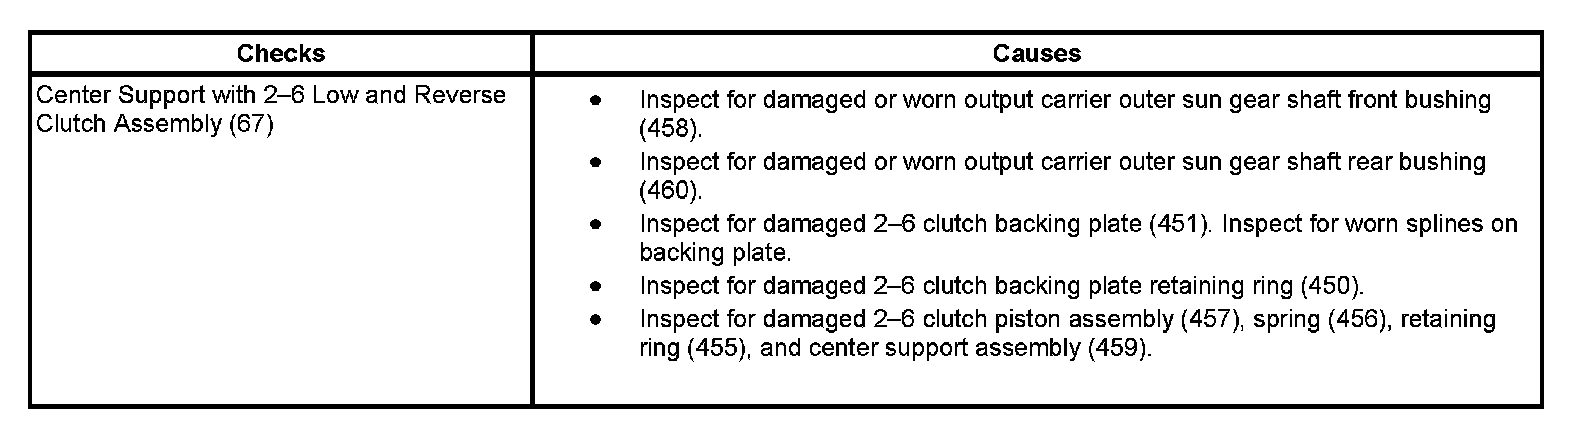 Checks
Causes
Center Support with 2–6 Low and Reverse
Clutch Assembly (67)
● Inspect for damaged or worn output carrier outer sun gear shaft front bushing
(458).
● Inspect for damaged or worn output carrier outer sun gear shaft rear bushing
(460).
● Inspect for damaged 2–6 clutch backing plate (451). Inspect for worn splines on
backing plate.
● Inspect for damaged 2–6 clutch backing plate retaining ring (450).
● Inspect for damaged 2–6 clutch piston assembly (457), spring (456), retaining
ring (455), and center support assembly (459).